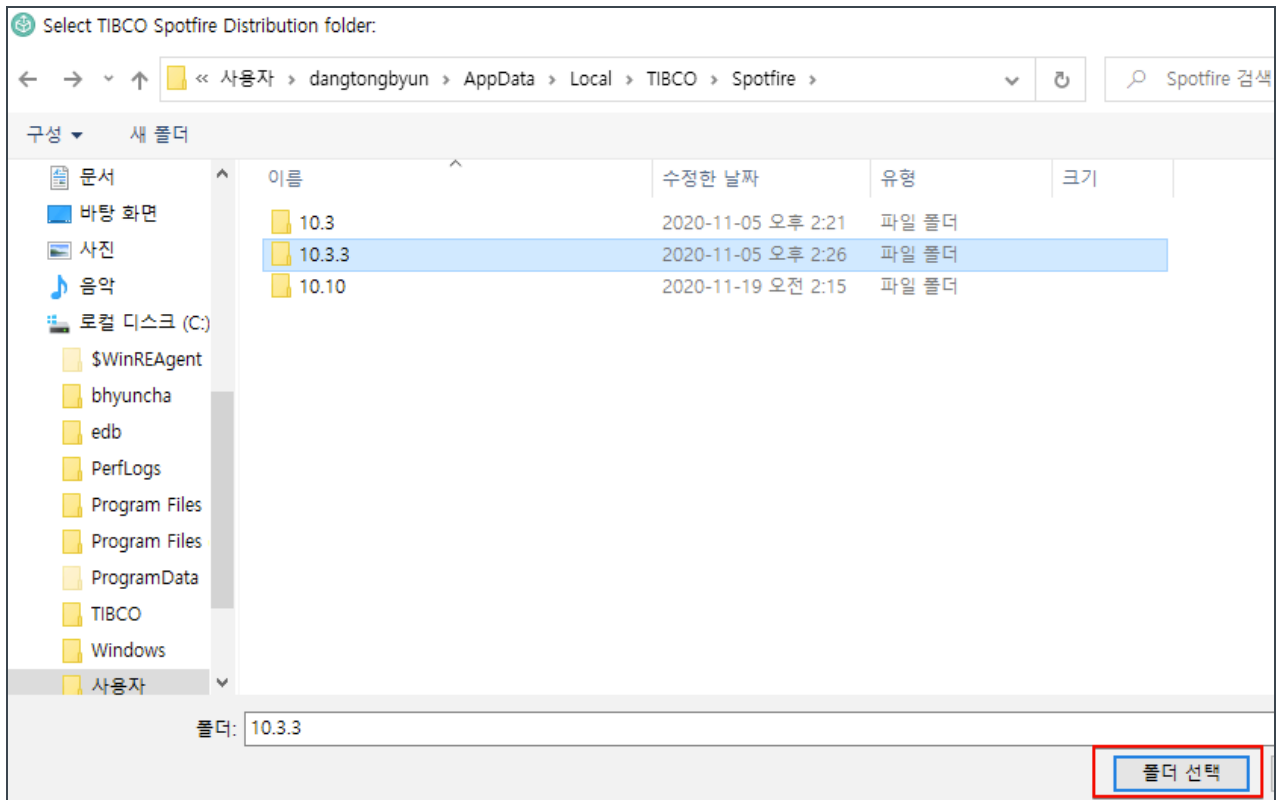 Select TIBCO Spotfire Distribution folder:
« 사용자 › dangtongbyun › AppData › Local › TIBCO › Spotfire ›
Spotfire 검색
구성 새 폴더
문서
바탕 화면
사진
음악
로컬 디스크 (C:)
$WinREAgent
bhyuncha
edb
PerfLogs
Program Files
Program Files
ProgramData
TIBCO
Windows
사용자
이름 수정한 날짜 유형 크기
10.3 2020-11-05 오후 2:21 파일 폴더
10.3.3 2020-11-05 오후 2:26 파일 폴더
10.10 2020-11-19 오전 2:15 파일 폴더
폴더: 10.3.3
폴더 선택